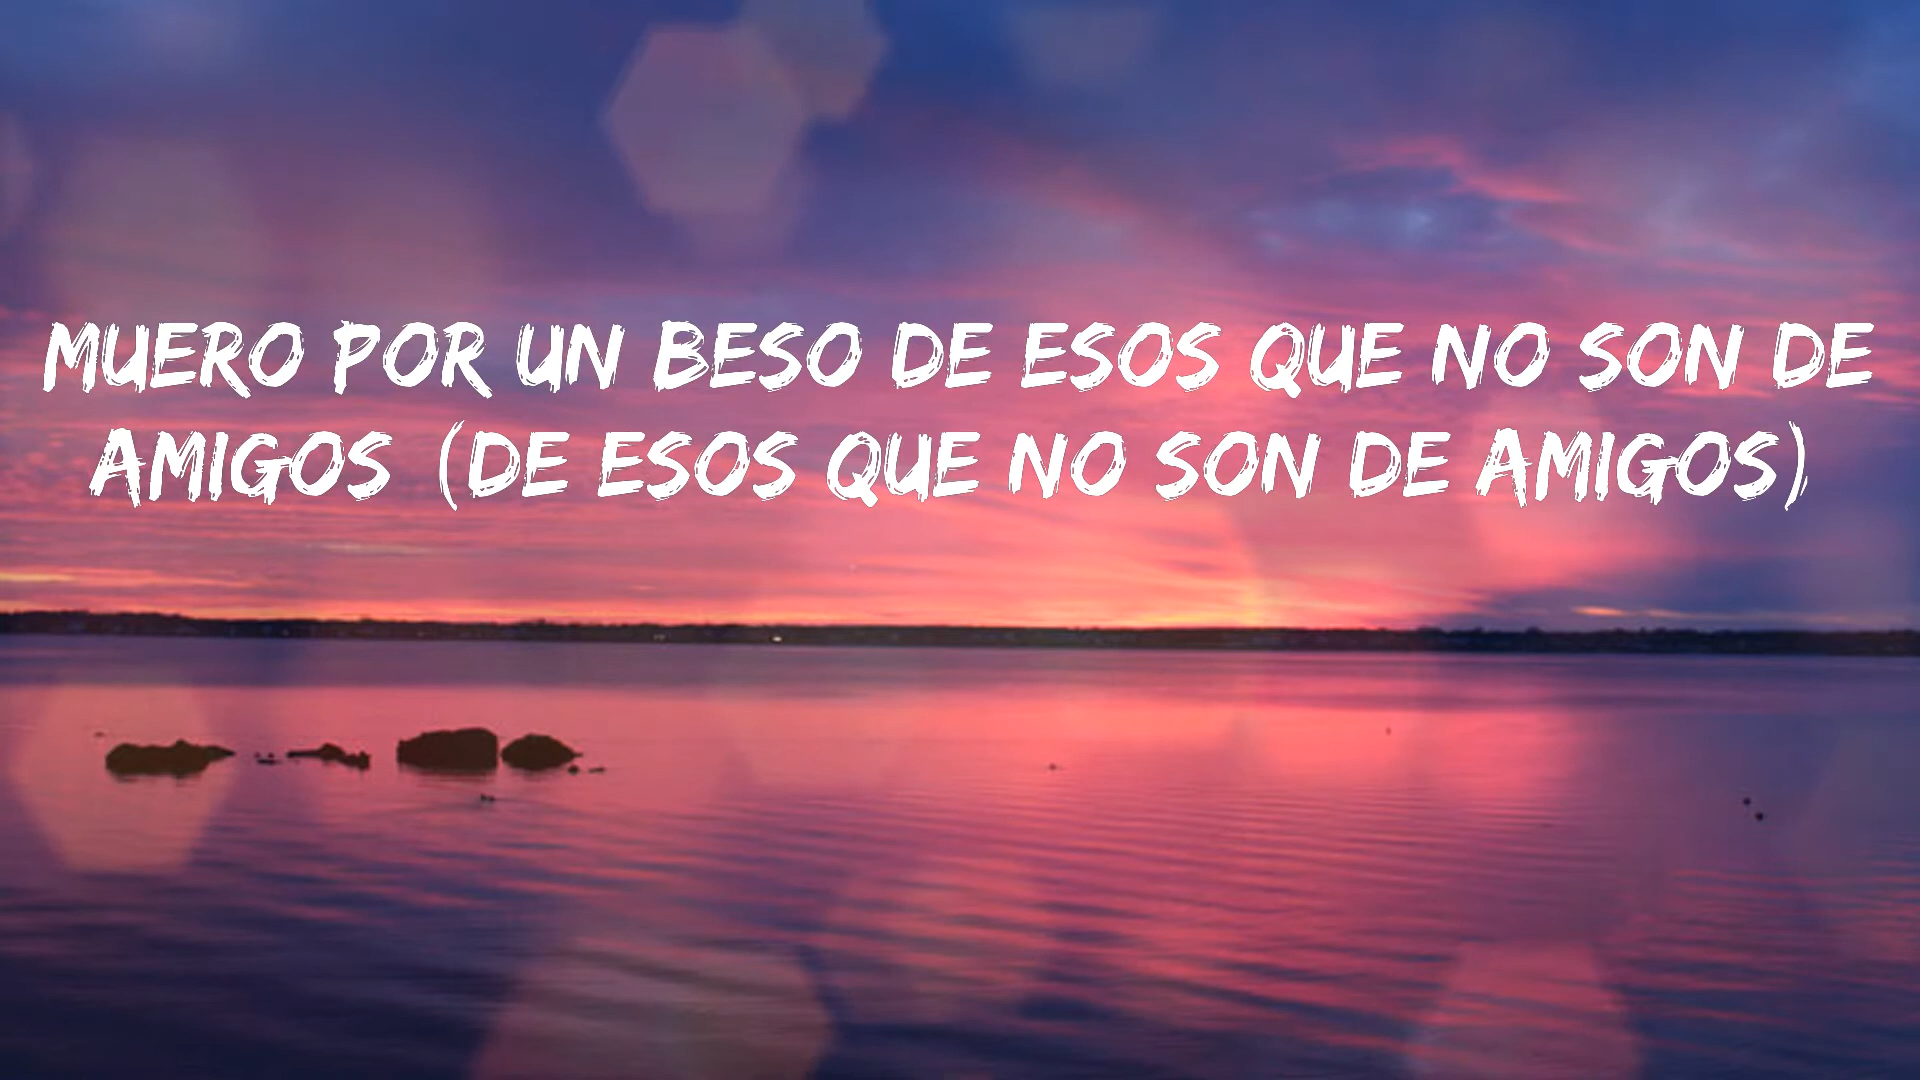 MUERO POR UN BESO DE ESOS QUE NO SON DE
AMIGOS (DE ESOS QUE NO SON DE AMIGOS)